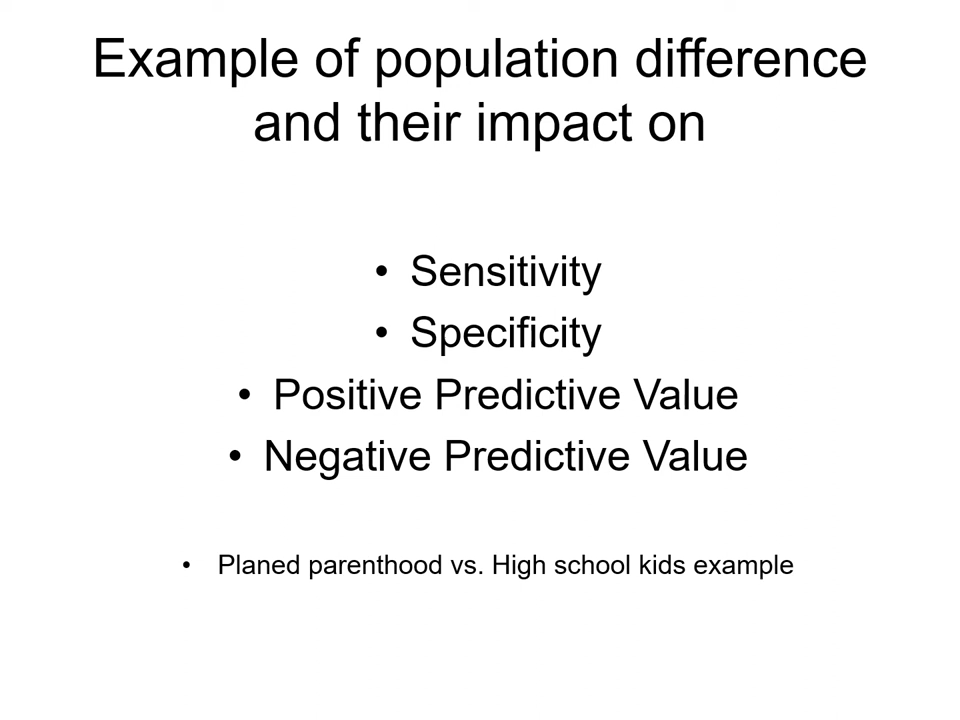 Example of population difference
and their impact on
• Sensitivity
• Specificity
• Positive Predictive Value
• Negative Predictive Value
• Planed parenthood vs. High school kids example